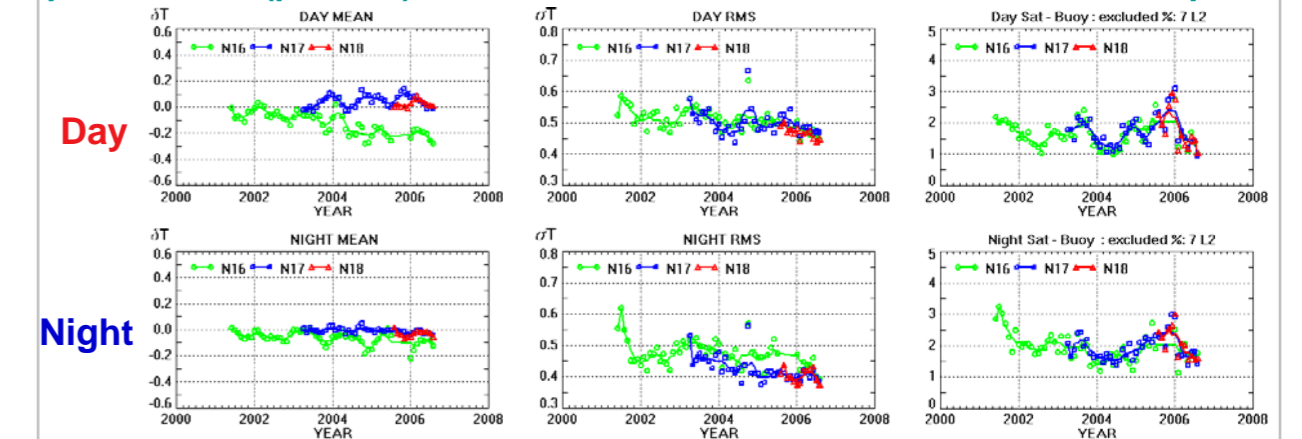 δT DAY MEAN
0.6
0.4 N16 N17 N18
0.2
0.0
-0.2
-0.4
-0.6
2000 2002 2004 2006 2008
YEAR
σT DAY RMS
0.8
0.7 N16 N17 N18
0.6
0.5
0.4
0.3
2000 2002 2004 2006 2008
YEAR
Day Sat - Buoy : excluded %: 7 L2
5
4 N16 N17 N18
3
2
1
0
2000 2002 2004 2006 2008
YEAR
Day
δT NIGHT MEAN
0.6
0.4 N16 N17 N18
0.2
0.0
-0.2
-0.4
-0.6
2000 2002 2004 2006 2008
YEAR
σT NIGHT RMS
0.8
0.7 N16 N17 N18
0.6
0.5
0.4
0.3
2000 2002 2004 2006 2008
YEAR
Night Sat - Buoy : excluded %: 7 L2
5
4 N16 N17 N18
3
2
1
0
2000 2002 2004 2006 2008
YEAR
Night